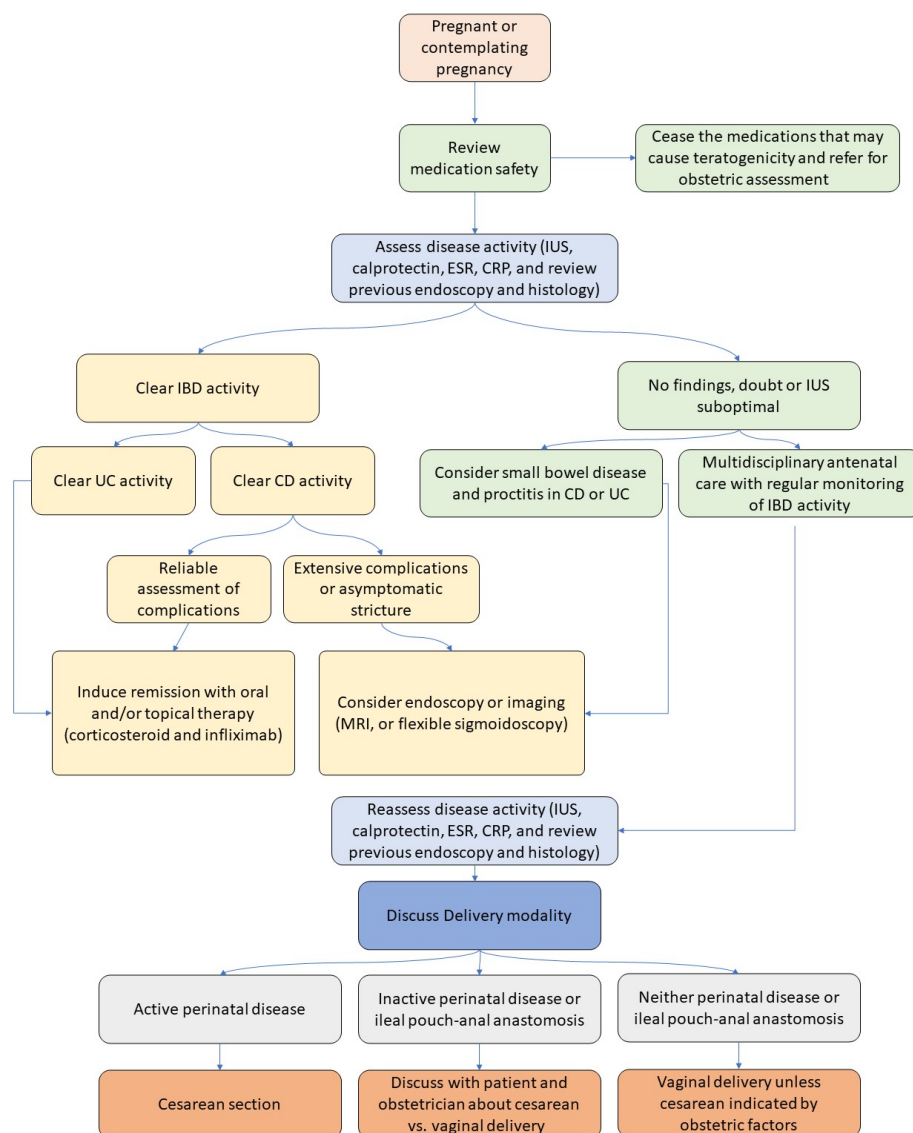 Pregnant or
contemplating
pregnancy
Review
medication safety
Cease the medications that may
cause teratogenicity and refer for
obstetric assessment
Assess disease activity (IUS,
calprotectin, ESR, CRP, and review
previous endoscopy and histology)
Clear IBD activity
No findings, doubt or IUS
suboptimal
Clear UC activity
Clear CD activity
Consider small bowel disease
and proctitis in CD or UC
Multidisciplinary antenatal
care with regular monitoring
of IBD activity
Reliable
assessment of
complications
Extensive complications
or asymptomatic
stricture
Induce remission with oral
and/or topical therapy
(corticosteroid and infliximab)
Consider endoscopy or imaging
(MRI, or flexible sigmoidoscopy)
Reassess disease activity (IUS,
calprotectin, ESR, CRP, and review
previous endoscopy and histology)
Discuss Delivery modality
Active perinatal disease
Inactive perinatal disease or
ileal pouch-anal anastomosis
Neither perinatal disease or
ileal pouch-anal anastomosis
Cesarean section
Discuss with patient and
obstetrician about cesarean
vs. vaginal delivery
Vaginal delivery unless
cesarean indicated by
obstetric factors